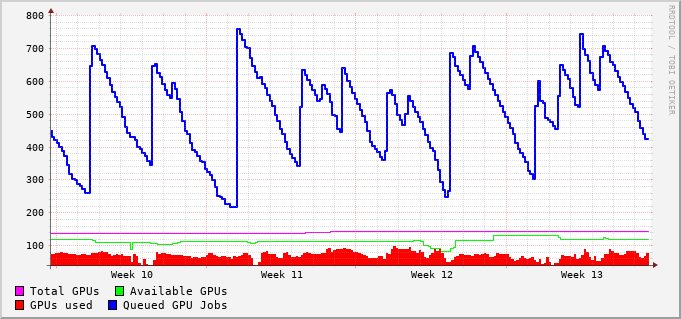 800
700
600
500
400
300
200
100
Week 10 Week 11 Week 12 Week 13
Total GPUs Available GPUs
GPUs used Queued GPU Jobs
RRDTOOL / TOBI OETIKER